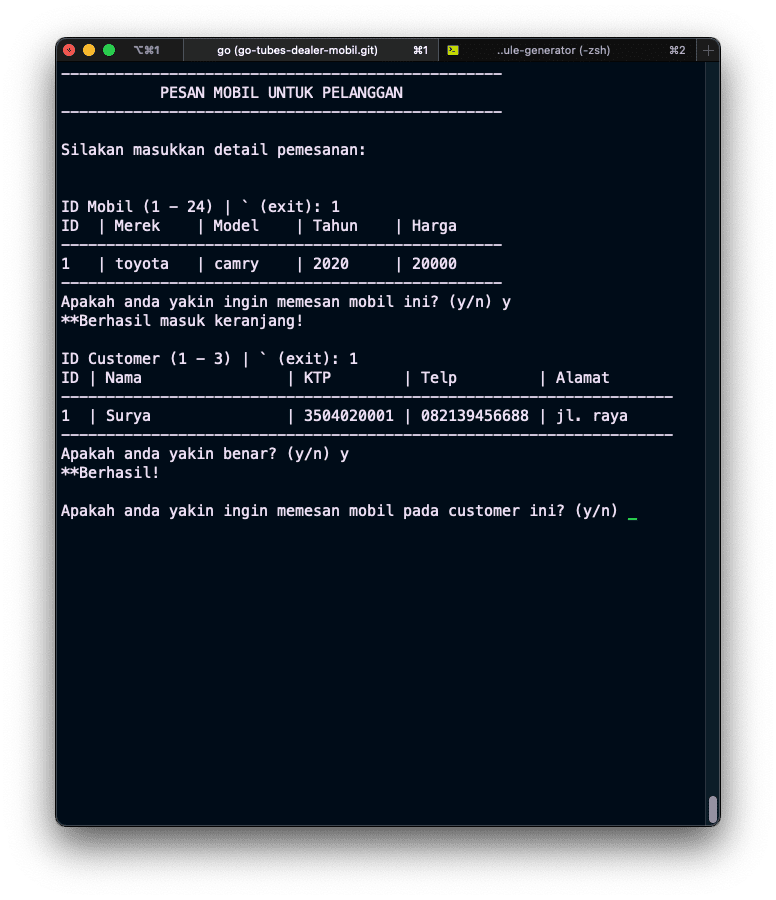 ⌥⌘1 go (go-tubes-dealer-mobil.git) ⌘1 ..ule-generator (-zsh) ⌘2 +
-------------------------------------------------
PESAN MOBIL UNTUK PELANGGAN
-------------------------------------------------
Silakan masukkan detail pemesanan:
ID Mobil (1 - 24) | ` (exit): 1
ID  | Merek    | Model    | Tahun    | Harga
-------------------------------------------------
1   | toyota   | camry    | 2020     | 20000
-------------------------------------------------
Apakah anda yakin ingin memesan mobil ini? (y/n) y
**Berhasil masuk keranjang!
ID Customer (1 - 3) | ` (exit): 1
ID | Nama                | KTP        | Telp         | Alamat
--------------------------------------------------------------------
1  | Surya               | 3504020001 | 082139456688 | jl. raya
--------------------------------------------------------------------
Apakah anda yakin benar? (y/n) y
**Berhasil!
Apakah anda yakin ingin memesan mobil pada customer ini? (y/n) _